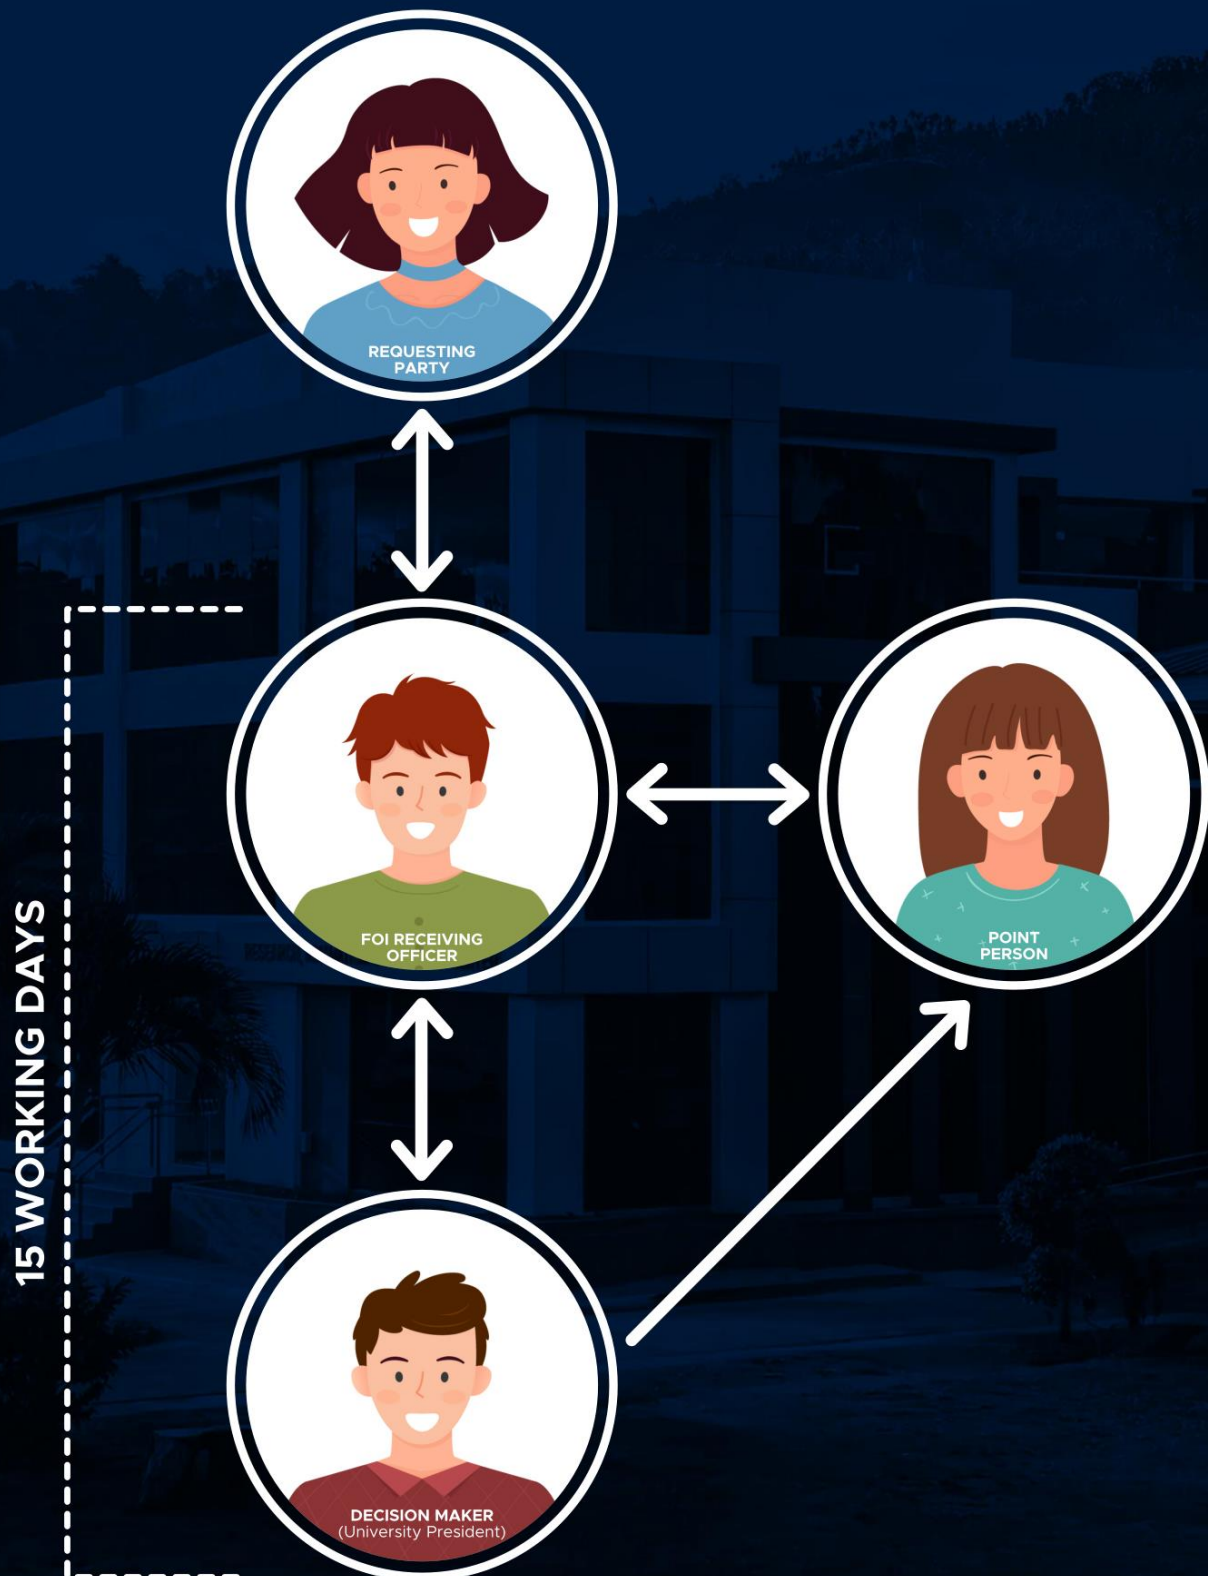 REQUESTING
PARTY
FOI RECEIVING
OFFICER
POINT
PERSON
15 WORKING DAYS
DECISION MAKER
(University President)